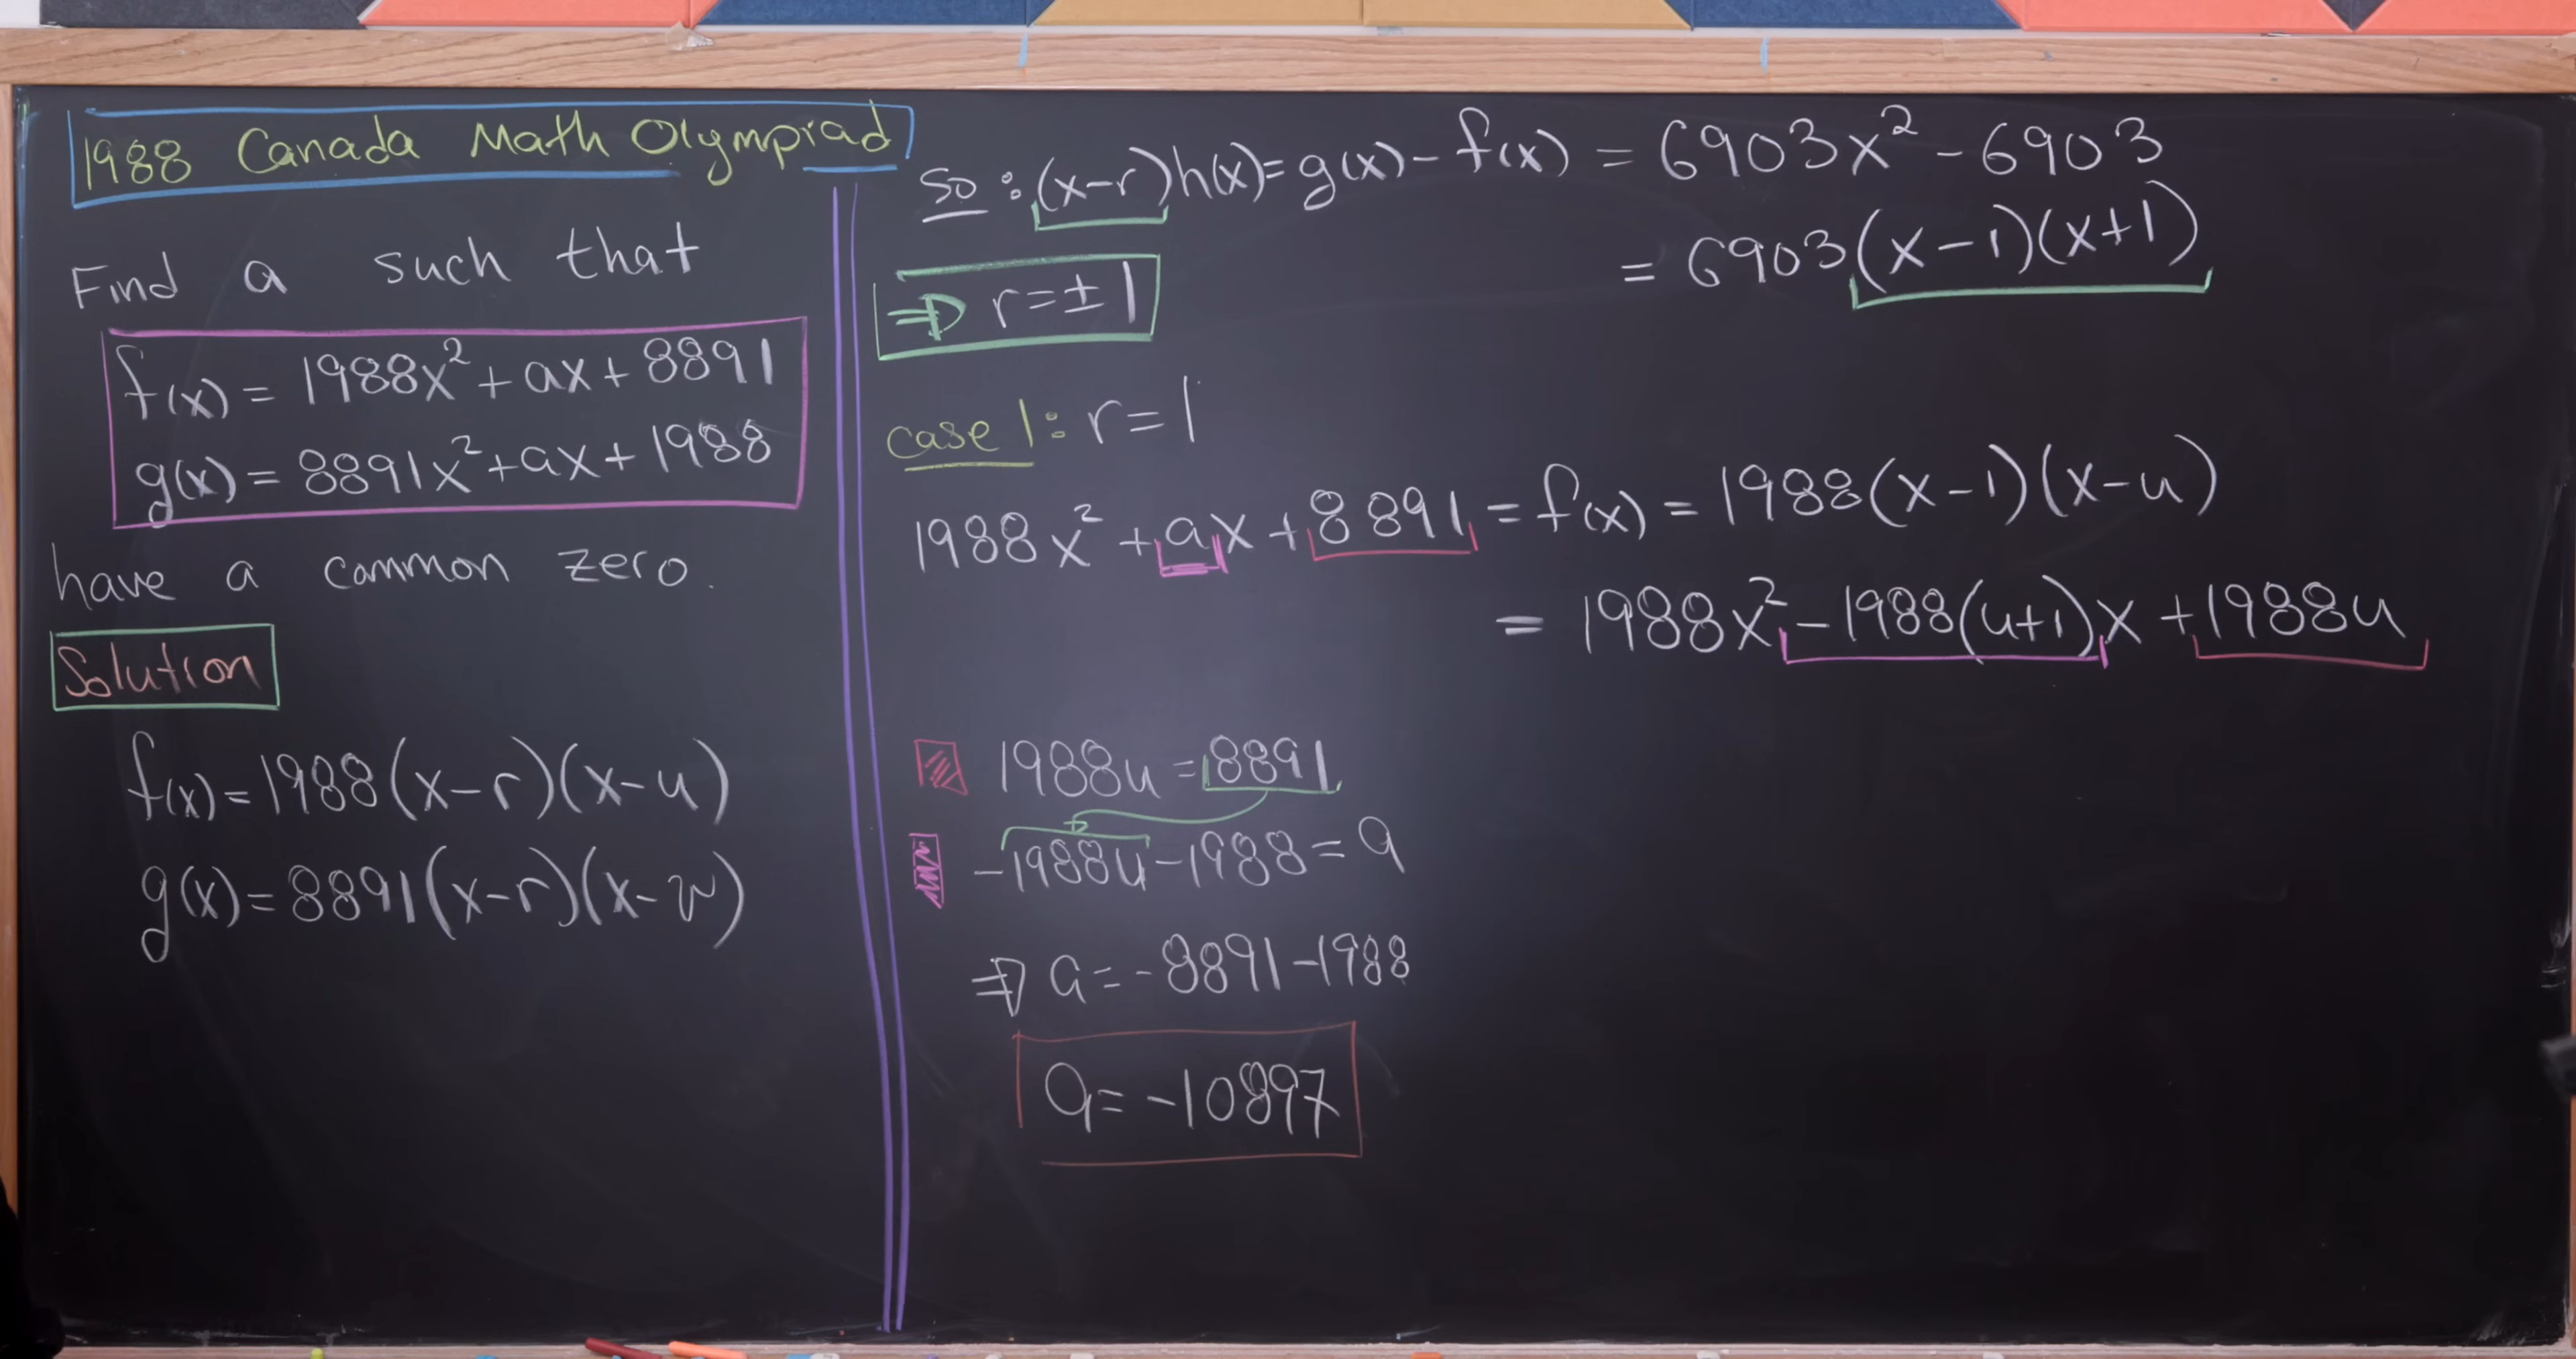 1988 Canada Math Olympiad
Find a such that
f(x) = 1988x² + ax + 8891
g(x) = 8891x² + ax + 1988
have a common zero.
Solution
f(x) = 1988(x-r)(x-u)
g(x) = 8891(x-r)(x-v)
So: (x-r)h(x) = g(x) - f(x) = 6903x² - 6903
= 6903(x-1)(x+1)
⇒ r = ±1
case 1: r = 1
1988x² + ax + 8891 = f(x) = 1988(x-1)(x-u)
= 1988x² - 1988(u+1)x + 1988u
1988u = 8891
-1988u - 1988 = a
⇒ a = -8891 - 1988
a = -10897